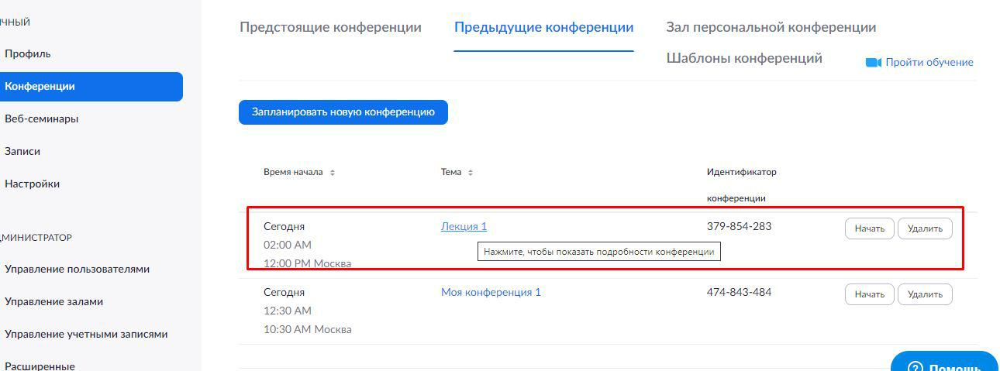 ЧНЫЙ
Профиль
Конференции
Веб-семинары
Записи
Настройки
МИНИСТРАТОР
Управление пользователями
Управление залами
Управление учетными записями
Расширенные
Предстоящие конференции Предыдущие конференции Зал персональной конференции
Шаблоны конференций Пройти обучение
Запланировать новую конференцию
Время начала Тема Идентификатор
конференции
Сегодня Лекция 1 379-854-283 Начать Удалить
02:00 AM
Нажмите, чтобы показать подробности конференции
12:00 PM Москва
Сегодня Моя конференция 1 474-843-484 Начать Удалить
12:30 AM
10:30 AM Москва
Помощь